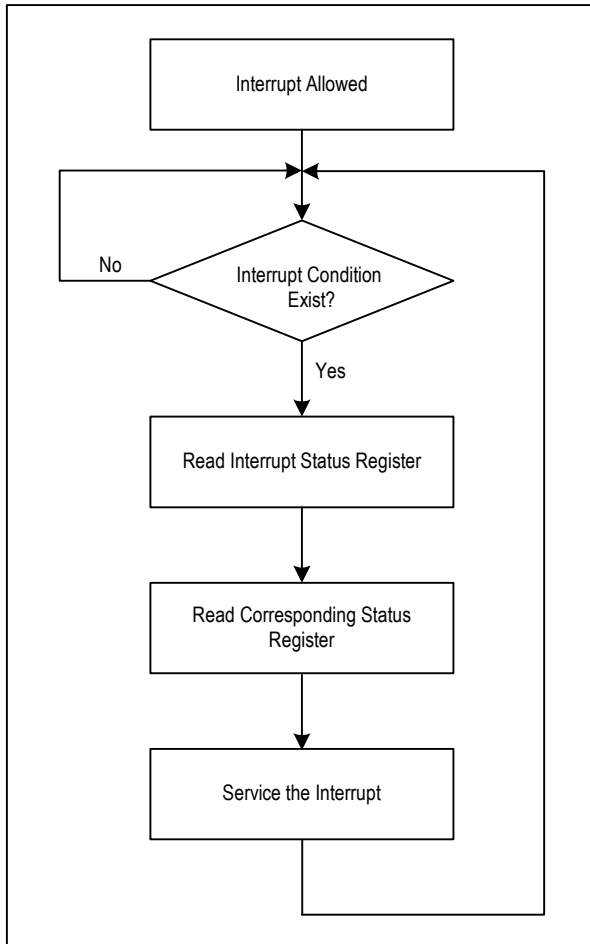 Interrupt Allowed
No
Interrupt Condition
Exist?
Yes
Read Interrupt Status Register
Read Corresponding Status
Register
Service the Interrupt